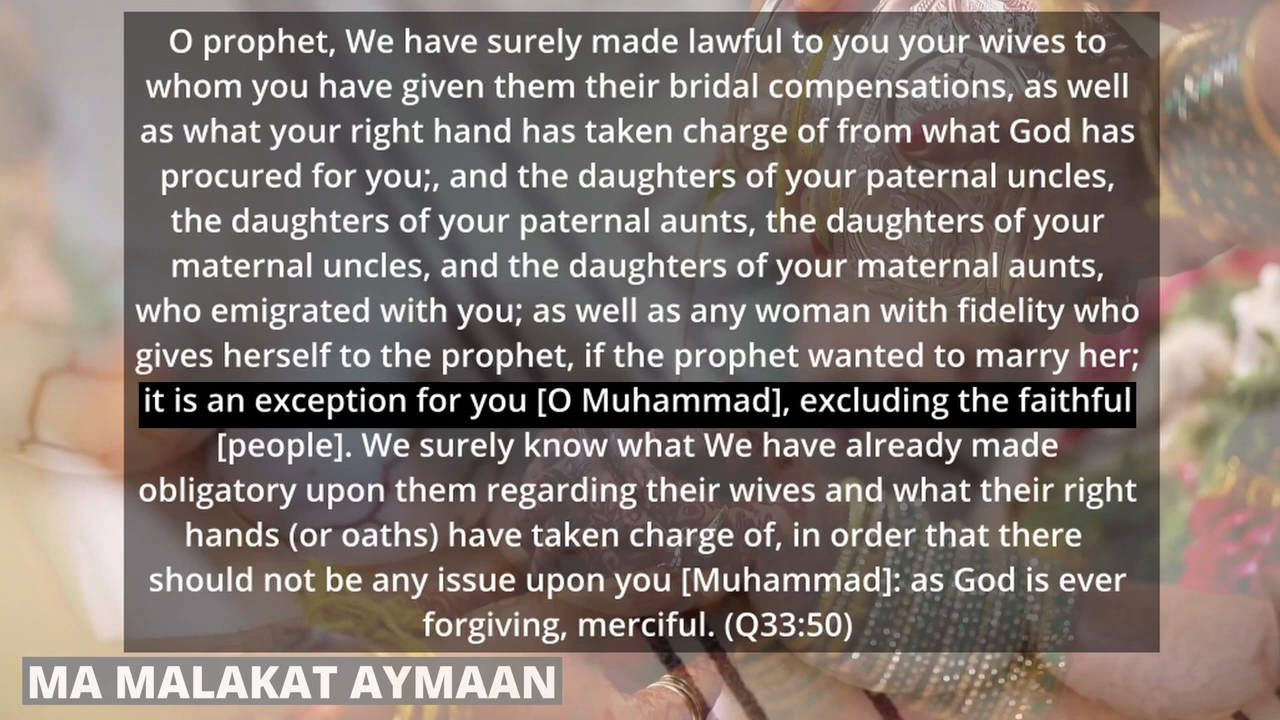 O prophet, We have surely made lawful to you your wives to
whom you have given them their bridal compensations, as well
as what your right hand has taken charge of from what God has
procured for you;, and the daughters of your paternal uncles,
the daughters of your paternal aunts, the daughters of your
maternal uncles, and the daughters of your maternal aunts,
who emigrated with you; as well as any woman with fidelity who
gives herself to the prophet, if the prophet wanted to marry her;
it is an exception for you [O Muhammad], excluding the faithful
[people]. We surely know what We have already made
obligatory upon them regarding their wives and what their right
hands (or oaths) have taken charge of, in order that there
should not be any issue upon you [Muhammad]: as God is ever
forgiving, merciful. (Q33:50)
MA MALAKAT AYMAAN